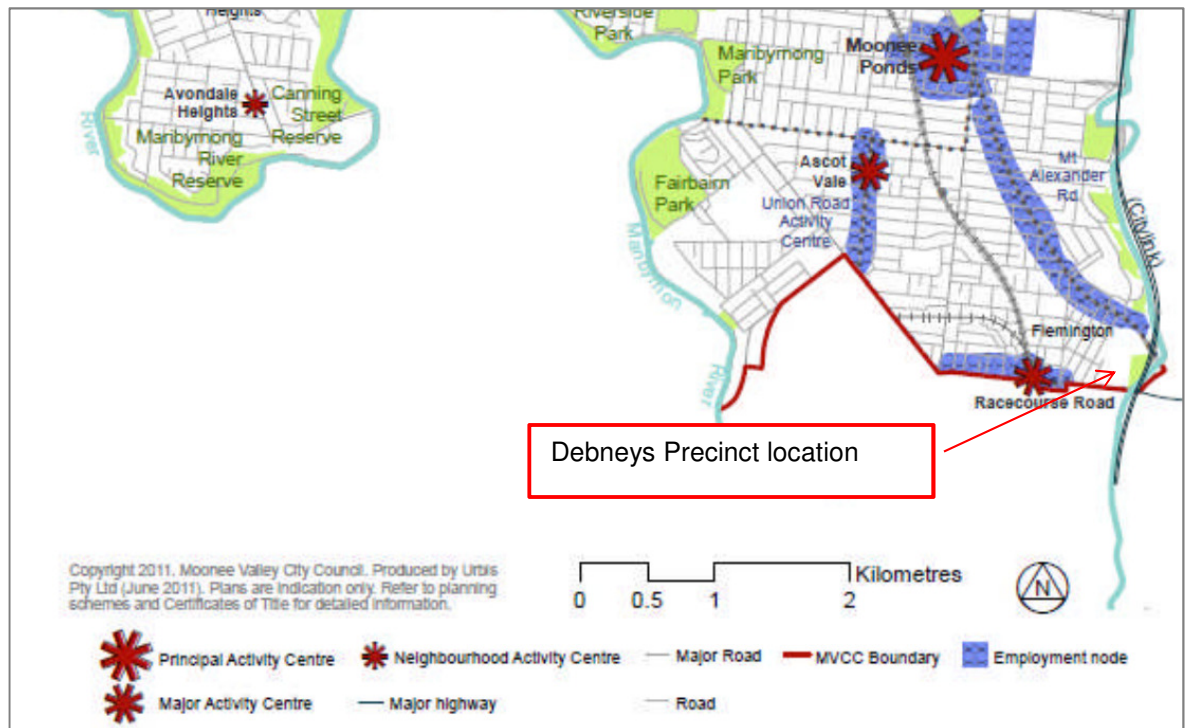 Heights
Riverside
Park
Maribyrnong
Park
Moonee
Ponds
Avondale
Heights
Canning
Street
Reserve
River
Maribyrnong
River
Reserve
Fairbairn
Park
Ascot
Vale
Union Road
Activity
Centre
Mt
Alexander
Rd
(CityLink)
Maribyrnon
River
Flemington
Racecourse Road
Debneys Precinct location
Copyright 2011. Moonee Valley City Council. Produced by Urbis
Pty Ltd (June 2011). Plans are indication only. Refer to planning
schemes and Certificates of Title for detailed information.
Kilometres
0 0.5 1 2
N
Principal Activity Centre
Neighbourhood Activity Centre
Major Road
MVCC Boundary
Employment node
Major Activity Centre
Major highway
Road